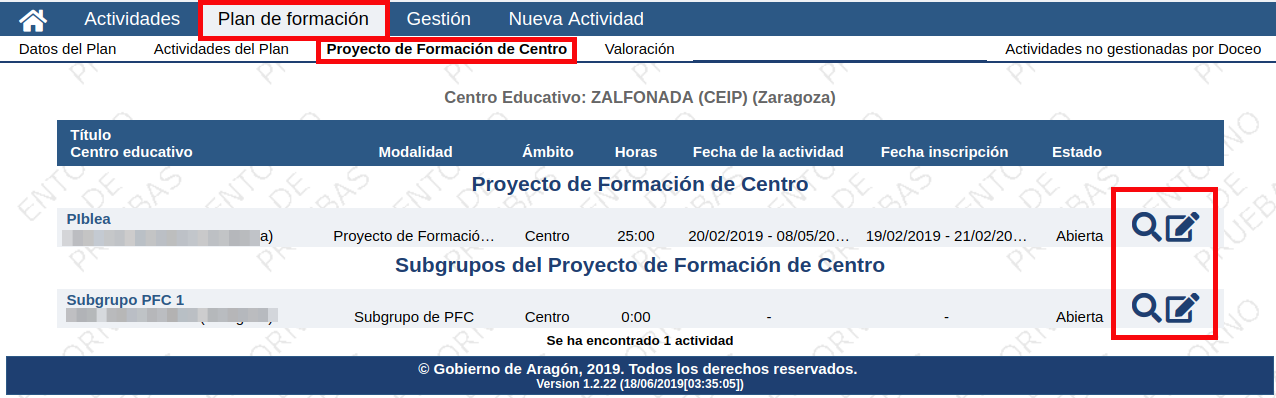 Actividades Plan de formación Gestión Nueva Actividad
Datos del Plan Actividades del Plan Proyecto de Formación de Centro Valoración Actividades no gestionadas por Doceo
Centro Educativo: ZALFONADA (CEIP) (Zaragoza)
Título
Centro educativo Modalidad Ámbito Horas Fecha de la actividad Fecha inscripción Estado
Proyecto de Formación de Centro
PIblea
a) Proyecto de Formació… Centro 25:00 20/02/2019 - 08/05/20… 19/02/2019 - 21/02/20… Abierta
Subgrupos del Proyecto de Formación de Centro
Subgrupo PFC 1
Subgrupo de PFC Centro 0:00 - - Abierta
Se ha encontrado 1 actividad
© Gobierno de Aragón, 2019. Todos los derechos reservados.
Version 1.2.22 (18/06/2019[03:35:05])
ENTORNO
DE
PRUEBAS